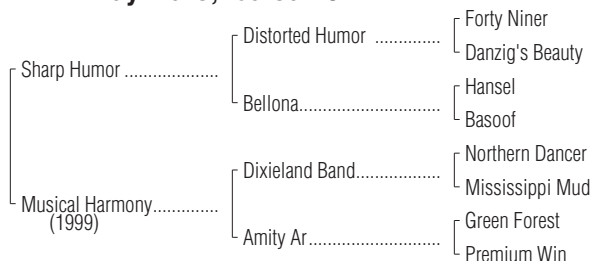 Forty Niner
Distorted Humor ..............
Danzig's Beauty
Sharp Humor ....................
Hansel
Bellona..............................
Basoof
Northern Dancer
Dixieland Band..................
Mississippi Mud
Musical Harmony..............
(1999)
Green Forest
Amity Ar............................
Premium Win